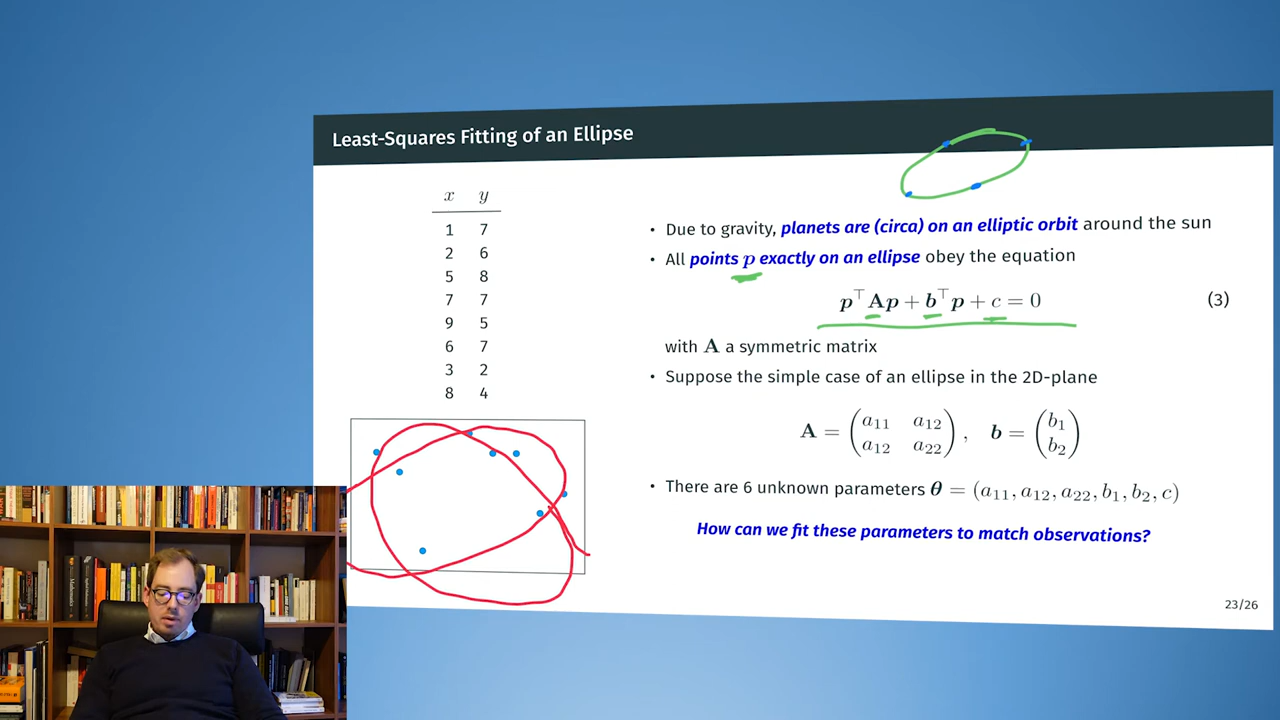 Least-Squares Fitting of an Ellipse
x y
1 7
2 6
5 8
7 7
9 5
6 7
3 2
8 4
• Due to gravity, planets are (circa) on an elliptic orbit around the sun
• All points p exactly on an ellipse obey the equation
p⊤Ap + b⊤p + c = 0 (3)
with A a symmetric matrix
• Suppose the simple case of an ellipse in the 2D-plane
A = (a₁₁ a₁₂
a₁₂ a₂₂), b = (b₁
b₂)
• There are 6 unknown parameters θ = (a₁₁, a₁₂, a₂₂, b₁, b₂, c)
How can we fit these parameters to match observations?
23/26